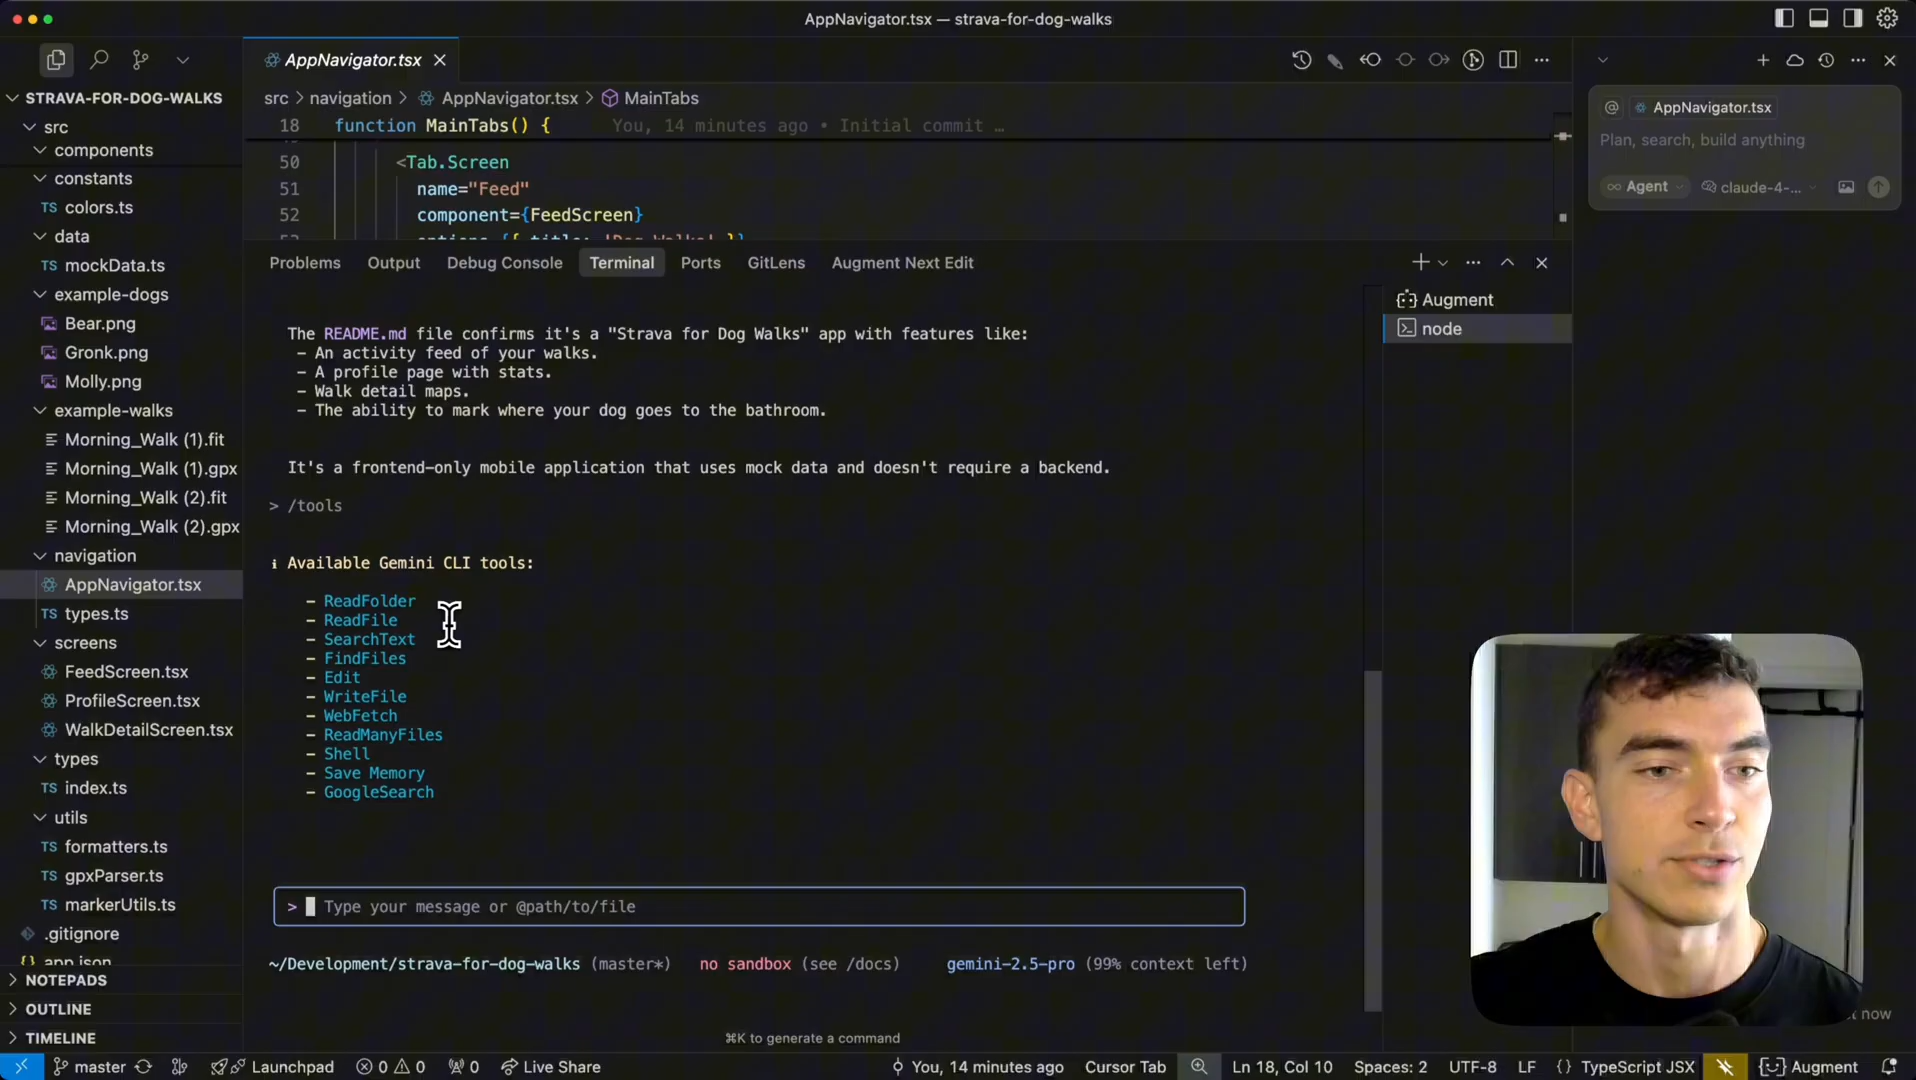 AppNavigator.tsx — strava-for-dog-walks
STRAVA-FOR-DOG-WALKS
src
components
constants
colors.ts
data
TS mockData.ts
example-dogs
Bear.png
Gronk.png
Molly.png
example-walks
Morning_Walk (1).fit
Morning_Walk (1).gpx
Morning_Walk (2).fit
Morning_Walk (2).gpx
navigation
AppNavigator.tsx
TS types.ts
screens
FeedScreen.tsx
ProfileScreen.tsx
WalkDetailScreen.tsx
types
TS index.ts
utils
TS formatters.ts
TS gpxParser.ts
TS markerUtils.ts
.gitignore
{} app.json
NOTEPADS
OUTLINE
TIMELINE
AppNavigator.tsx
src > navigation > AppNavigator.tsx > MainTabs
18 function MainTabs() { You, 14 minutes ago • Initial commit …
50 <Tab.Screen
51 name="Feed"
52 component={FeedScreen}
53 options={{ title: 'Dog Walks' }}
Problems Output Debug Console Terminal Ports GitLens Augment Next Edit
The README.md file confirms it's a "Strava for Dog Walks" app with features like:
– An activity feed of your walks.
– A profile page with stats.
– Walk detail maps.
– The ability to mark where your dog goes to the bathroom.
It's a frontend-only mobile application that uses mock data and doesn't require a backend.
> /tools
ℹ Available Gemini CLI tools:
– ReadFolder
– ReadFile
– SearchText
– FindFiles
– Edit
– WriteFile
– WebFetch
– ReadManyFiles
– Shell
– Save Memory
– GoogleSearch
> Type your message or @path/to/file
~/Development/strava-for-dog-walks (master*) no sandbox (see /docs) gemini-2.5-pro (99% context left)
⌘K to generate a command
Augment
node
@ AppNavigator.tsx
Plan, search, build anything
∞ Agent claude-4-...
now
master Launchpad 0 0 0 Live Share You, 14 minutes ago Cursor Tab Ln 18, Col 10 Spaces: 2 UTF-8 LF {} TypeScript JSX Augment